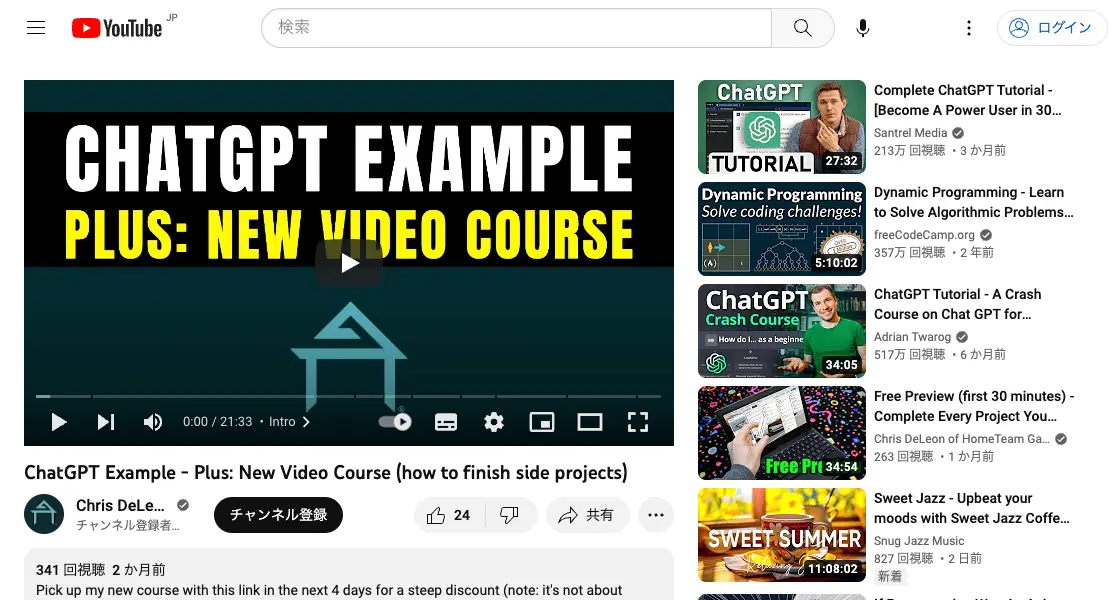 YouTube JP
検索
ログイン
CHATGPT EXAMPLE
PLUS: NEW VIDEO COURSE
0:00 / 21:33 • Intro
ChatGPT Example - Plus: New Video Course (how to finish side projects)
Chris DeLe...
チャンネル登録者...
チャンネル登録
24
共有
341 回視聴 2 か月前
Pick up my new course with this link in the next 4 days for a steep discount (note: it's not about
ChatGPT
TUTORIAL
27:32
Complete ChatGPT Tutorial -
[Become A Power User in 30...
Santrel Media
213万 回視聴 ・3 か月前
Dynamic Programming
Solve coding challenges!
5:10:02
Dynamic Programming - Learn
to Solve Algorithmic Problems...
freeCodeCamp.org
357万 回視聴 ・2 年前
ChatGPT
Crash Course
How do I... as a beginner
34:05
ChatGPT Tutorial - A Crash
Course on Chat GPT for...
Adrian Twarog
517万 回視聴 ・6 か月前
Free Pr
34:54
Free Preview (first 30 minutes) -
Complete Every Project You...
Chris DeLeon of HomeTeam Ga...
263 回視聴 ・1 か月前
SWEET SUMMER
11:08:02
Sweet Jazz - Upbeat your
moods with Sweet Jazz Coffe...
Snug Jazz Music
827 回視聴 ・2 日前
新着